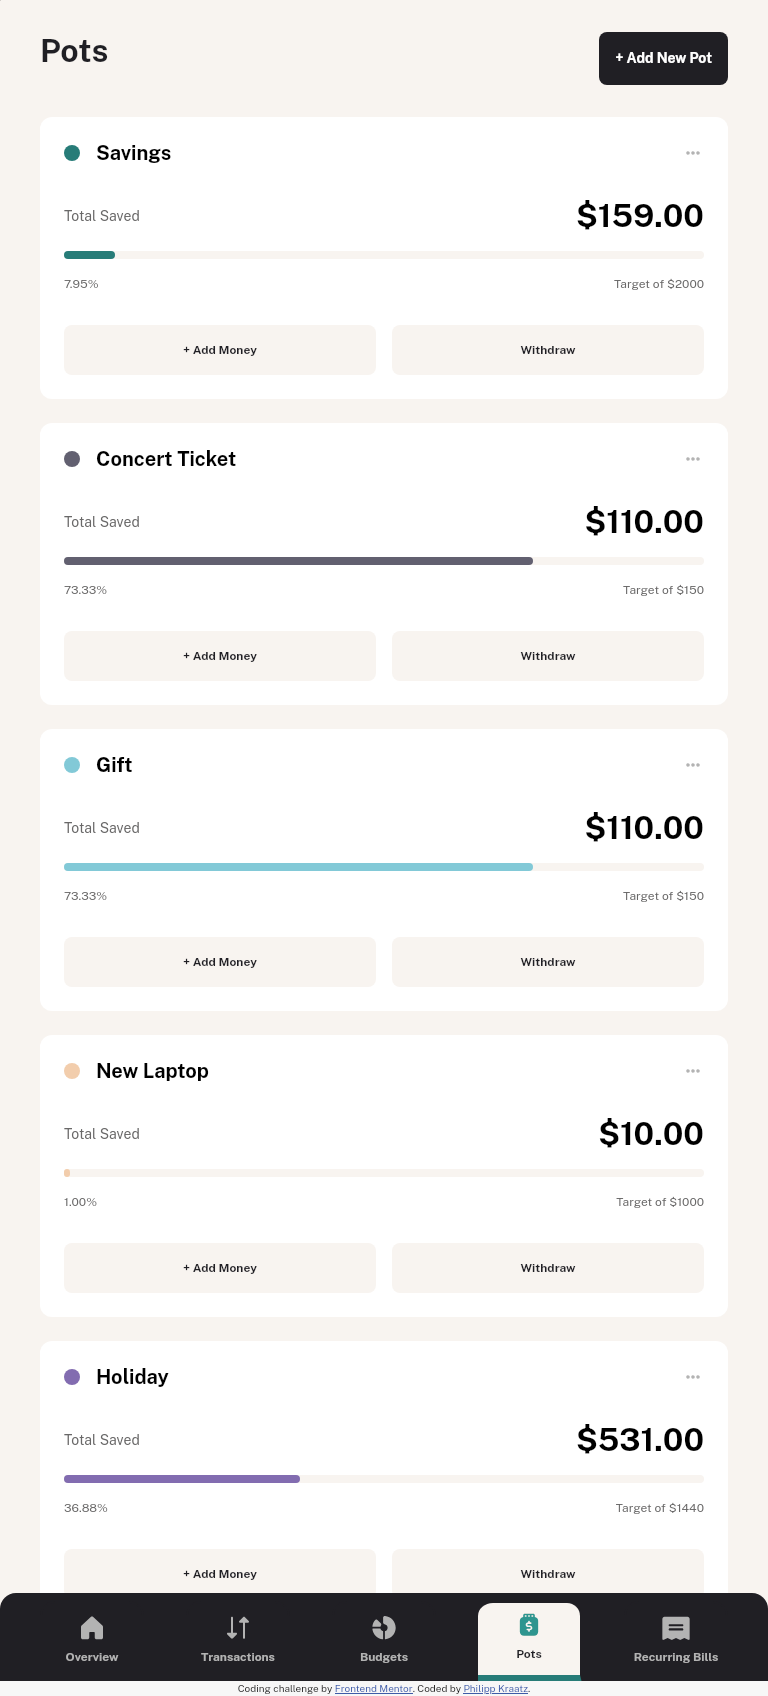 Pots
+ Add New Pot
Savings
Total Saved
$159.00
7.95%
Target of $2000
+ Add Money
Withdraw
Concert Ticket
Total Saved
$110.00
73.33%
Target of $150
+ Add Money
Withdraw
Gift
Total Saved
$110.00
73.33%
Target of $150
+ Add Money
Withdraw
New Laptop
Total Saved
$10.00
1.00%
Target of $1000
+ Add Money
Withdraw
Holiday
Total Saved
$531.00
36.88%
Target of $1440
+ Add Money
Withdraw
Overview
Transactions
Budgets
Pots
Recurring Bills
Coding challenge by Frontend Mentor. Coded by Philipp Kraatz.